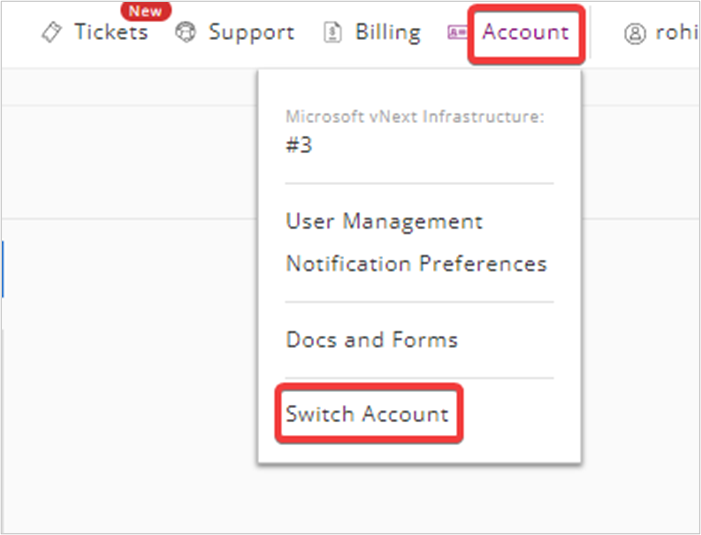 New
Tickets Support Billing Account rohi
Microsoft vNext Infrastructure:
#3
User Management
Notification Preferences
Docs and Forms
Switch Account